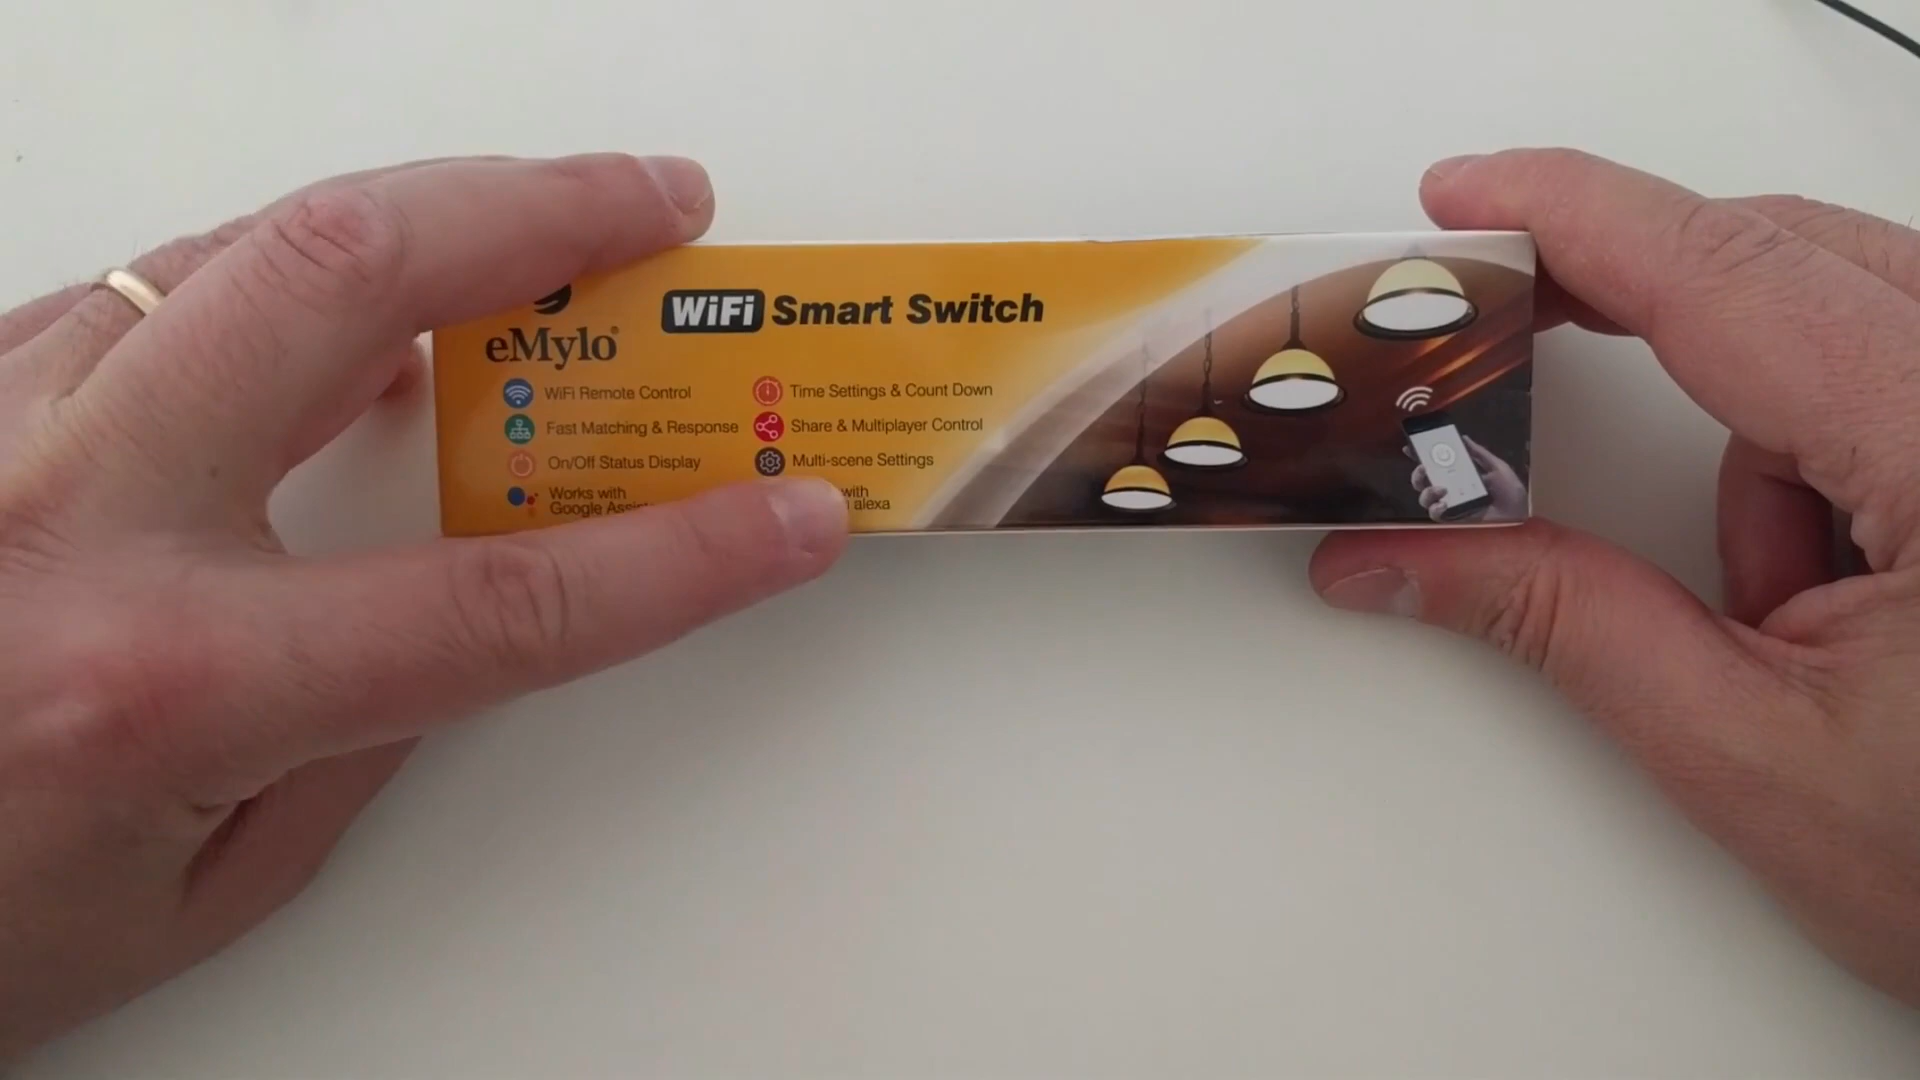 WiFi Smart Switch
eMylo®
WiFi Remote Control
Fast Matching & Response
On/Off Status Display
Works with
Google
Time Settings & Count Down
Share & Multiplayer Control
Multi-scene Settings
with
alexa